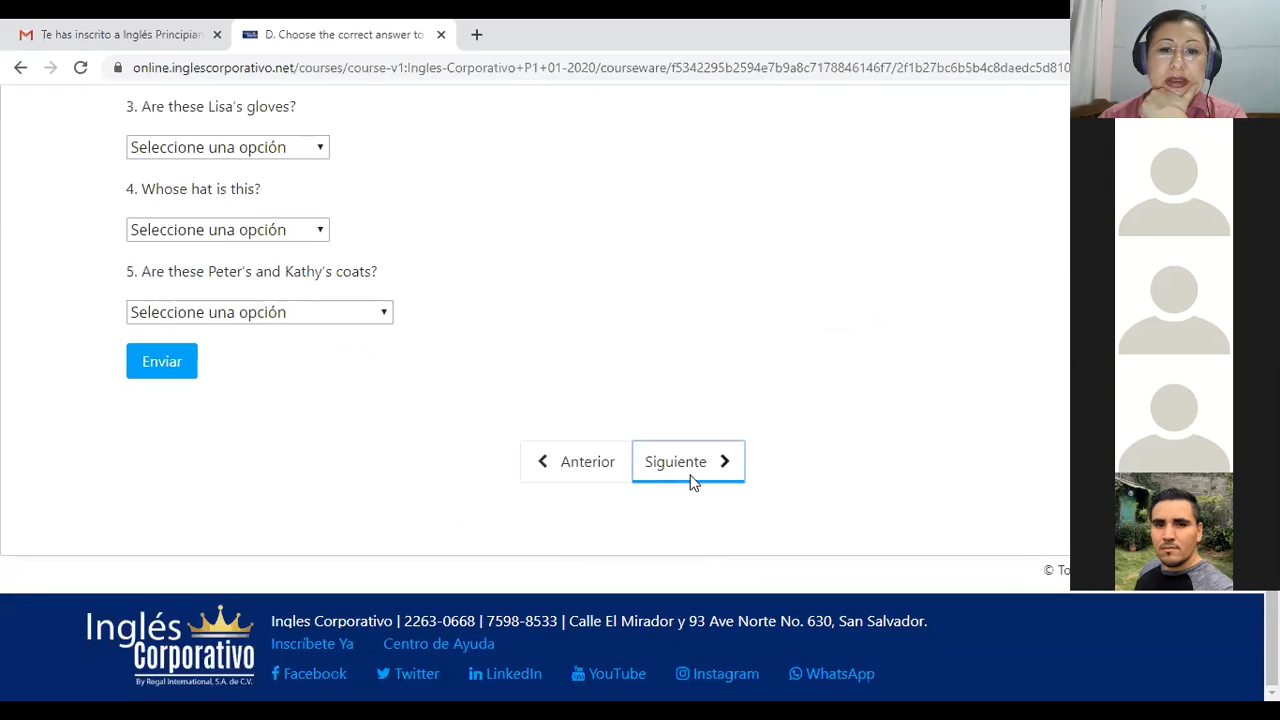 Te has inscrito a Inglés Principian
D. Choose the correct answer to
online.inglescorporativo.net/courses/course-v1:Ingles-Corporativo+P1+01-2020/courseware/f5342295b2594e7b9a8c7178846146f7/2f1b27bc6b5b4c8daedc5d810
3. Are these Lisa's gloves?
Seleccione una opción
4. Whose hat is this?
Seleccione una opción
5. Are these Peter's and Kathy's coats?
Seleccione una opción
Enviar
Anterior
Siguiente
© To
Inglés
Corporativo
By Regal International, S.A. de C.V.
Ingles Corporativo | 2263-0668 | 7598-8533 | Calle El Mirador y 93 Ave Norte No. 630, San Salvador.
Inscríbete Ya Centro de Ayuda
Facebook Twitter LinkedIn YouTube Instagram WhatsApp